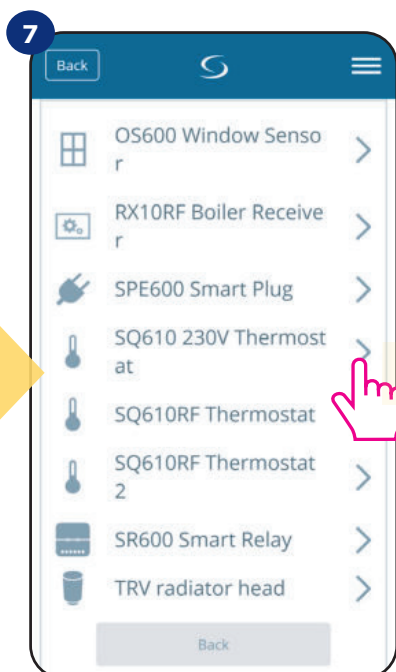 7
Back
OS600 Window Senso
r
RX10RF Boiler Receive
r
SPE600 Smart Plug
SQ610 230V Thermost
at
SQ610RF Thermostat
SQ610RF Thermostat
2
SR600 Smart Relay
TRV radiator head
Back